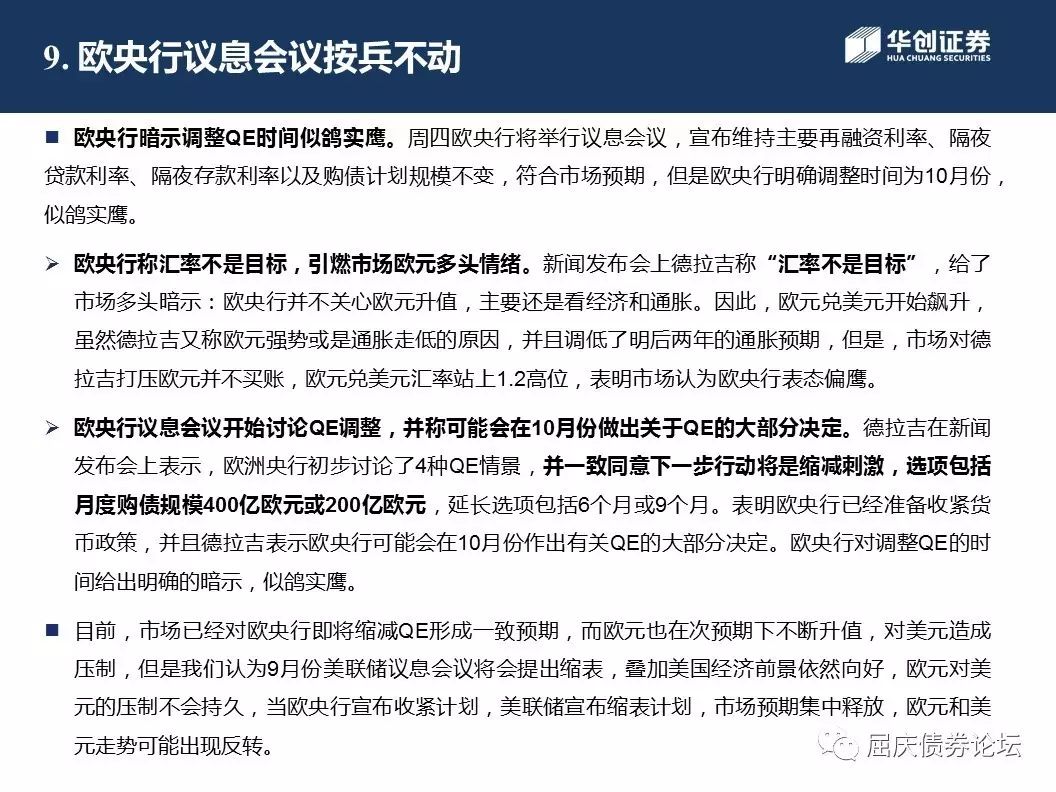 9. 欧央行议息会议按兵不动
华创证券
HUA CHUANG SECURITIES
■ 欧央行暗示调整QE时间似鸽实鹰。周四欧央行将举行议息会议，宣布维持主要再融资利率、隔夜
贷款利率、隔夜存款利率以及购债计划规模不变，符合市场预期，但是欧央行明确调整时间为10月份，
似鸽实鹰。
➢ 欧央行称汇率不是目标，引燃市场欧元多头情绪。新闻发布会上德拉吉称“汇率不是目标”，给了
市场多头暗示：欧央行并不关心欧元升值，主要还是看经济和通胀。因此，欧元兑美元开始飙升，
虽然德拉吉又称欧元强势或是通胀走低的原因，并且调低了明后两年的通胀预期，但是，市场对德
拉吉打压欧元并不买账，欧元兑美元汇率站上1.2高位，表明市场认为欧央行表态偏鹰。
➢ 欧央行议息会议开始讨论QE调整，并称可能会在10月份做出关于QE的大部分决定。德拉吉在新闻
发布会上表示，欧洲央行初步讨论了4种QE情景，并一致同意下一步行动将是缩减刺激，选项包括
月度购债规模400亿欧元或200亿欧元，延长选项包括6个月或9个月。表明欧央行已经准备收紧货
币政策，并且德拉吉表示欧央行可能会在10月份作出有关QE的大部分决定。欧央行对调整QE的时
间给出明确的暗示，似鸽实鹰。
■ 目前，市场已经对欧央行即将缩减QE形成一致预期，而欧元也在次预期下不断升值，对美元造成
压制，但是我们认为9月份美联储议息会议将会提出缩表，叠加美国经济前景依然向好，欧元对美
元的压制不会持久，当欧央行宣布收紧计划，美联储宣布缩表计划，市场预期集中释放，欧元和美
元走势可能出现反转。
屈庆债券论坛